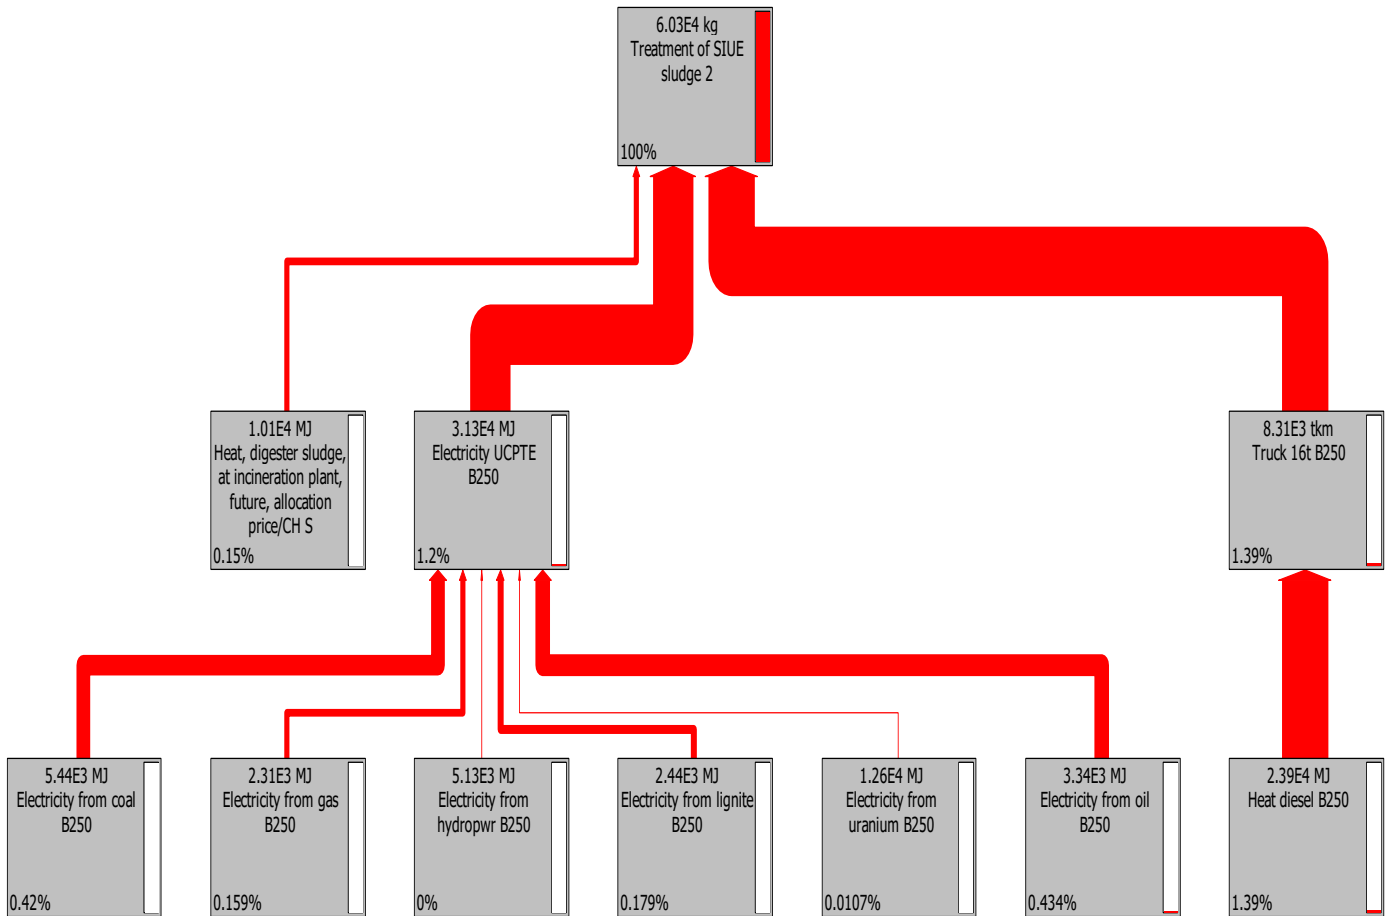 6.03E4 kg
Treatment of SIUE
sludge 2
100%
1.01E4 MJ
Heat, digester sludge,
at incineration plant,
future, allocation
price/CH S
0.15%
3.13E4 MJ
Electricity UCPTE
B250
1.2%
8.31E3 tkm
Truck 16t B250
1.39%
5.44E3 MJ
Electricity from coal
B250
0.42%
2.31E3 MJ
Electricity from gas
B250
0.159%
5.13E3 MJ
Electricity from
hydropwr B250
0%
2.44E3 MJ
Electricity from lignite
B250
0.179%
1.26E4 MJ
Electricity from
uranium B250
0.0107%
3.34E3 MJ
Electricity from oil
B250
0.434%
2.39E4 MJ
Heat diesel B250
1.39%